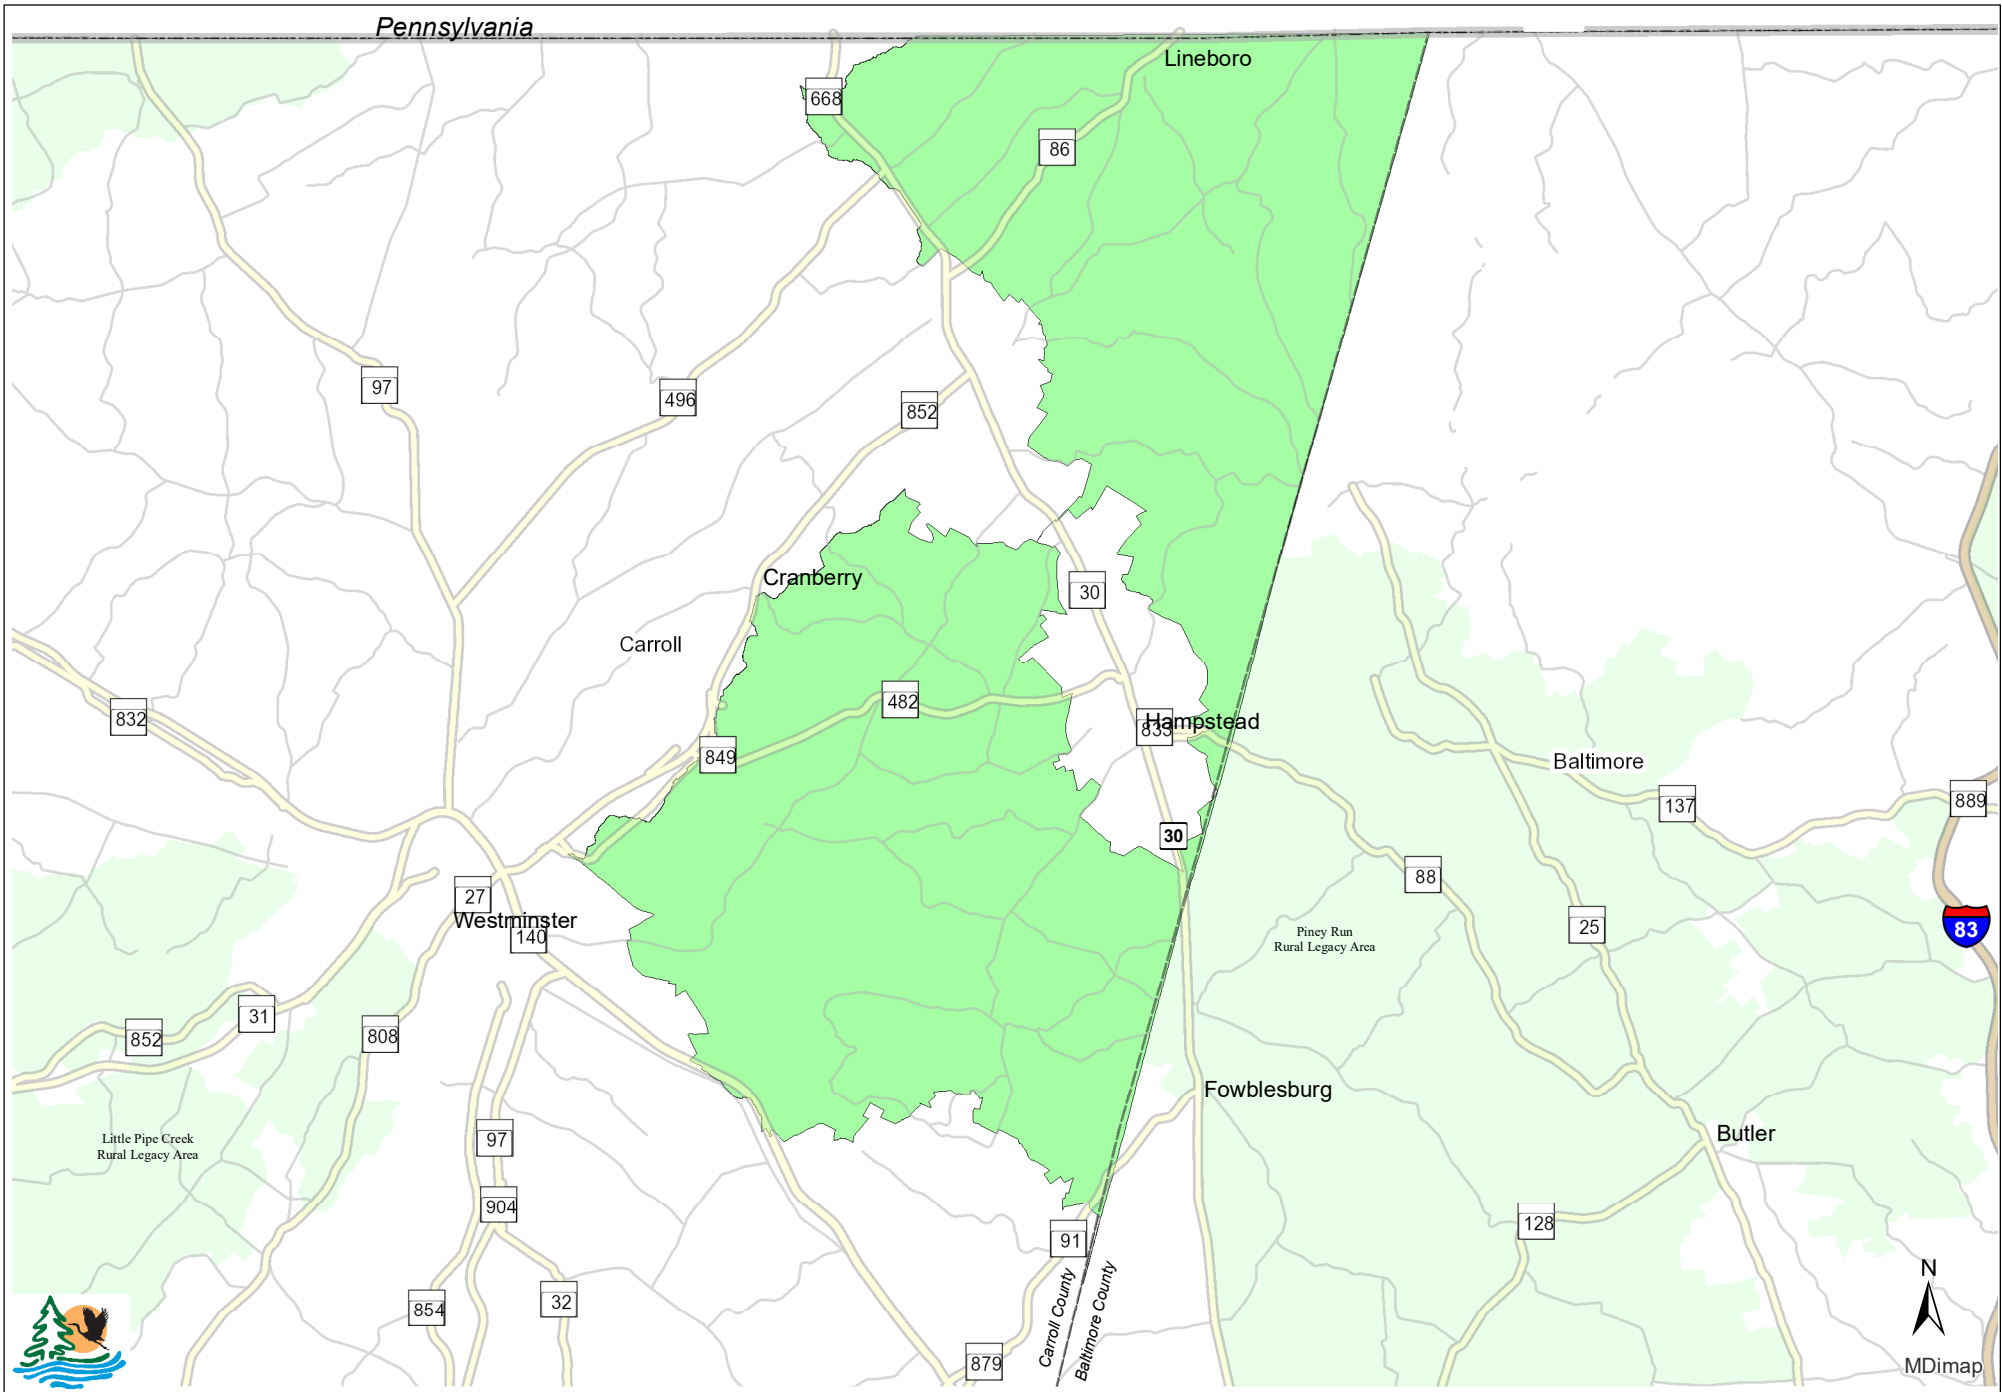 Pennsylvania
Lineboro
668
86
97
496
852
Cranberry
30
Carroll
482
832
Hampstead
833
849
Baltimore
137
889
30
88
27
Westminster
140
25
83
Piney Run
Rural Legacy Area
31
852
808
Fowblesburg
Little Pipe Creek
Rural Legacy Area
97
Butler
904
128
91
Carroll County
Baltimore County
N
854
32
879
MDimap